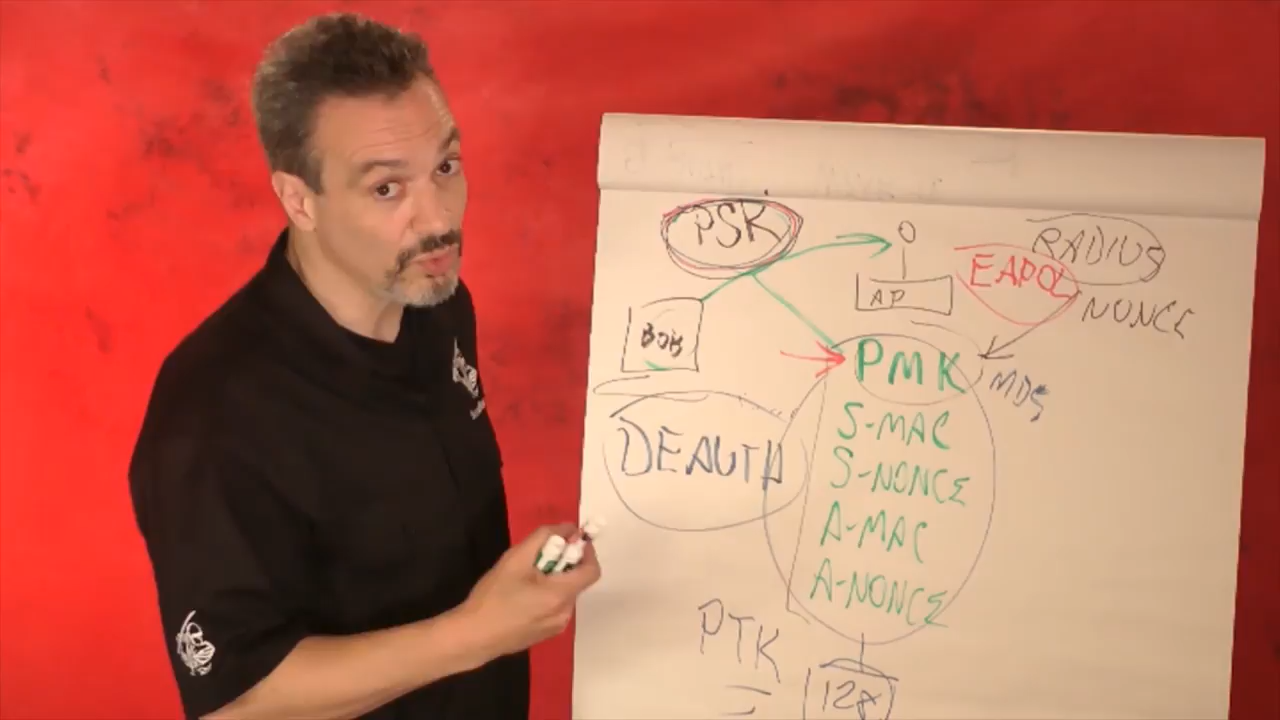 PSK
RADIUS
EAPOL
NONCE
AP
BOB
PMK
MD5
S-MAC
DEAUTH
S-NONCE
A-MAC
A-NONCE
PTK
=
128